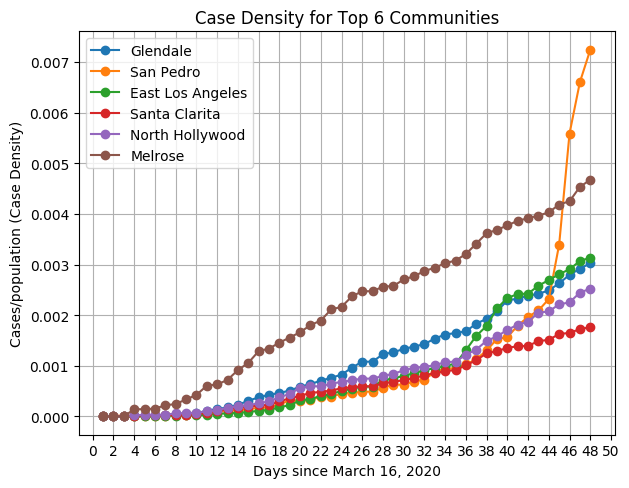 Case Density for Top 6 Communities
Glendale
San Pedro
East Los Angeles
Santa Clarita
North Hollywood
Melrose
Cases/population (Case Density)
0.007
0.006
0.005
0.004
0.003
0.002
0.001
0.000
0 2 4 6 8 10 12 14 16 18 20 22 24 26 28 30 32 34 36 38 40 42 44 46 48 50
Days since March 16, 2020